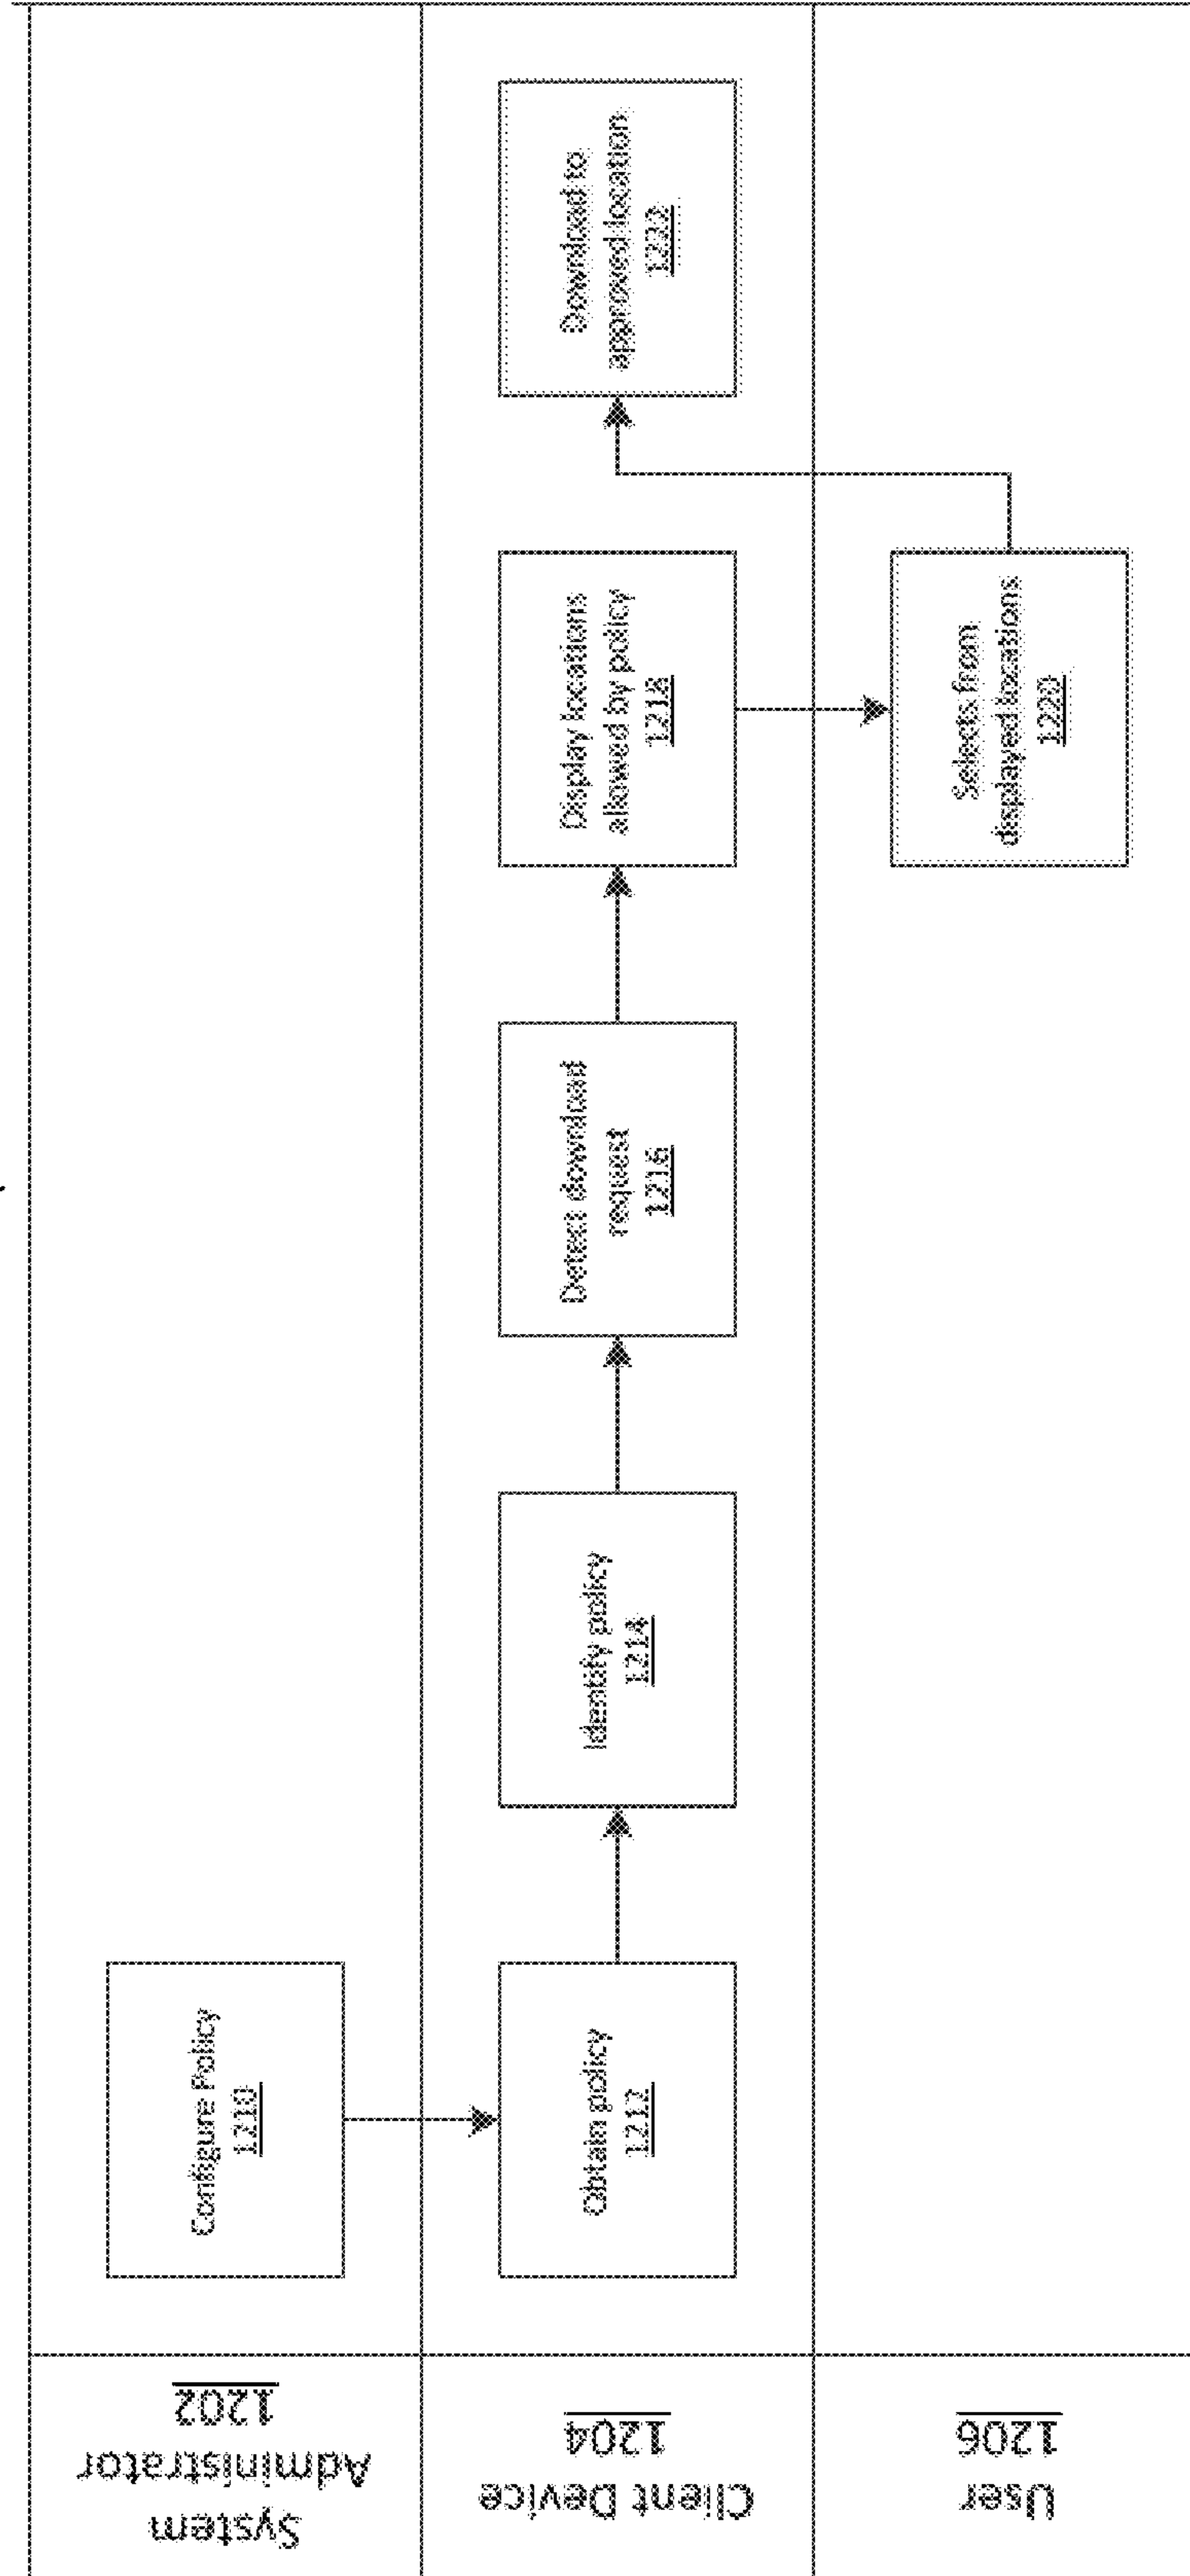 System
Administrator
1202
Configure Policy
1210
Client Device
1204
Obtain policy
1212
Identify policy
1214
Detect download
request
1216
Display locations
allowed by policy
1218
Download to
approved location
1222
User
1206
Selects from
displayed locations
1220